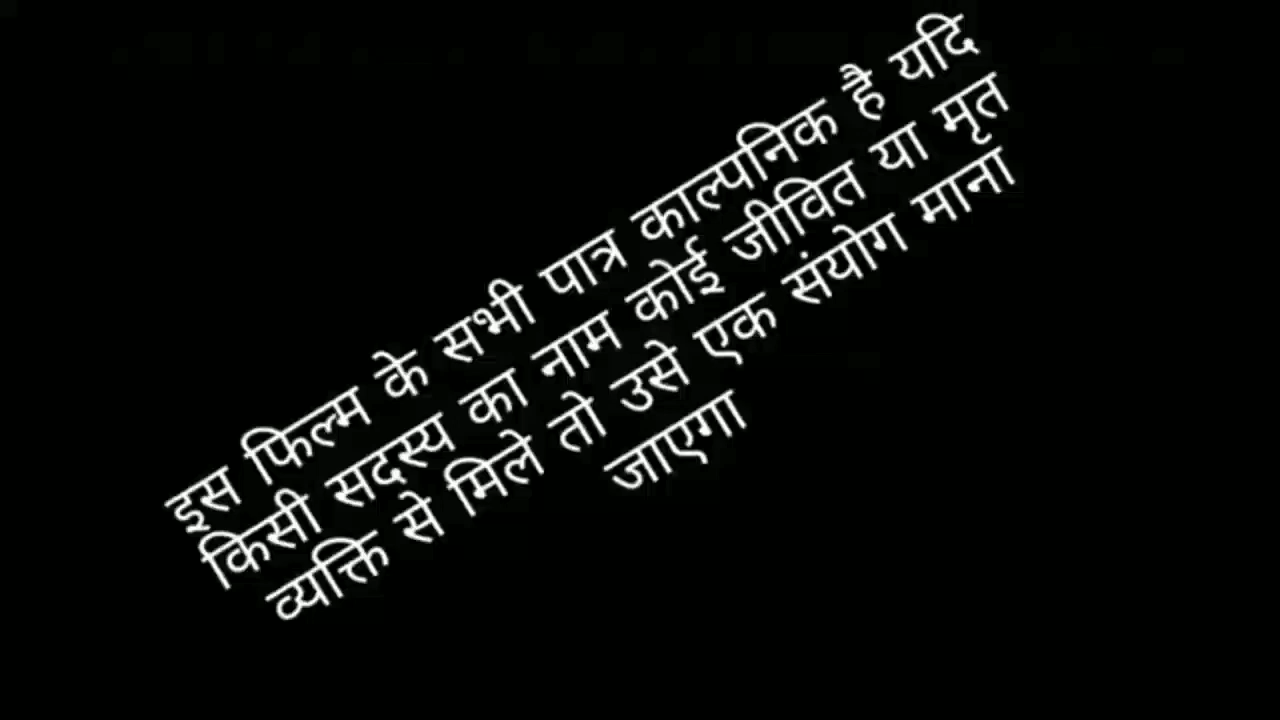 इस फिल्म के सभी पात्र काल्पनिक है यदि
किसी सदस्य का नाम कोई जीवित या मृत
व्यक्ति से मिले तो उसे एक संयोग माना
जाएगा